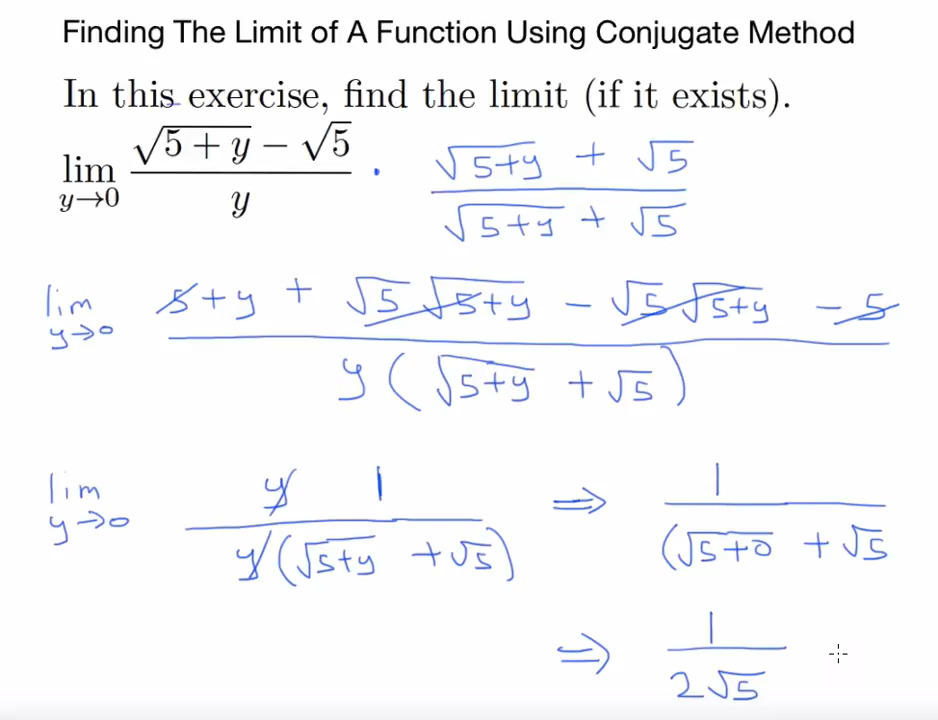 Finding The Limit of A Function Using Conjugate Method
In this exercise, find the limit (if it exists).
lim y→0 (√(5+y) − √5) / y · (√(5+y) + √5) / (√(5+y) + √5)
lim y→0 (5+y + √5 √(5+y) − √5 √(5+y) − 5) / (y(√(5+y) + √5))
lim y→0 (y 1) / (y(√(5+y) + √5)) ⇒ 1 / (√(5+0) + √5
⇒ 1 / (2√5)